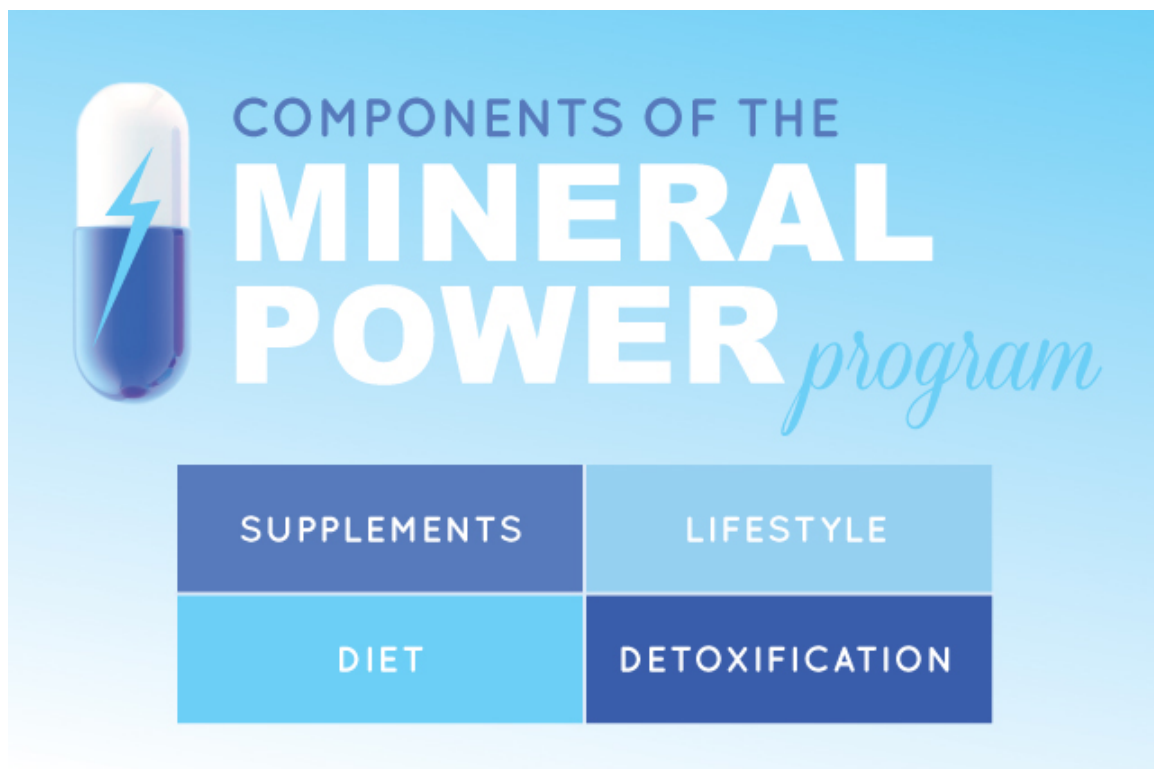 COMPONENTS OF THE
MINERAL
POWER program
SUPPLEMENTS
LIFESTYLE
DIET
DETOXIFICATION